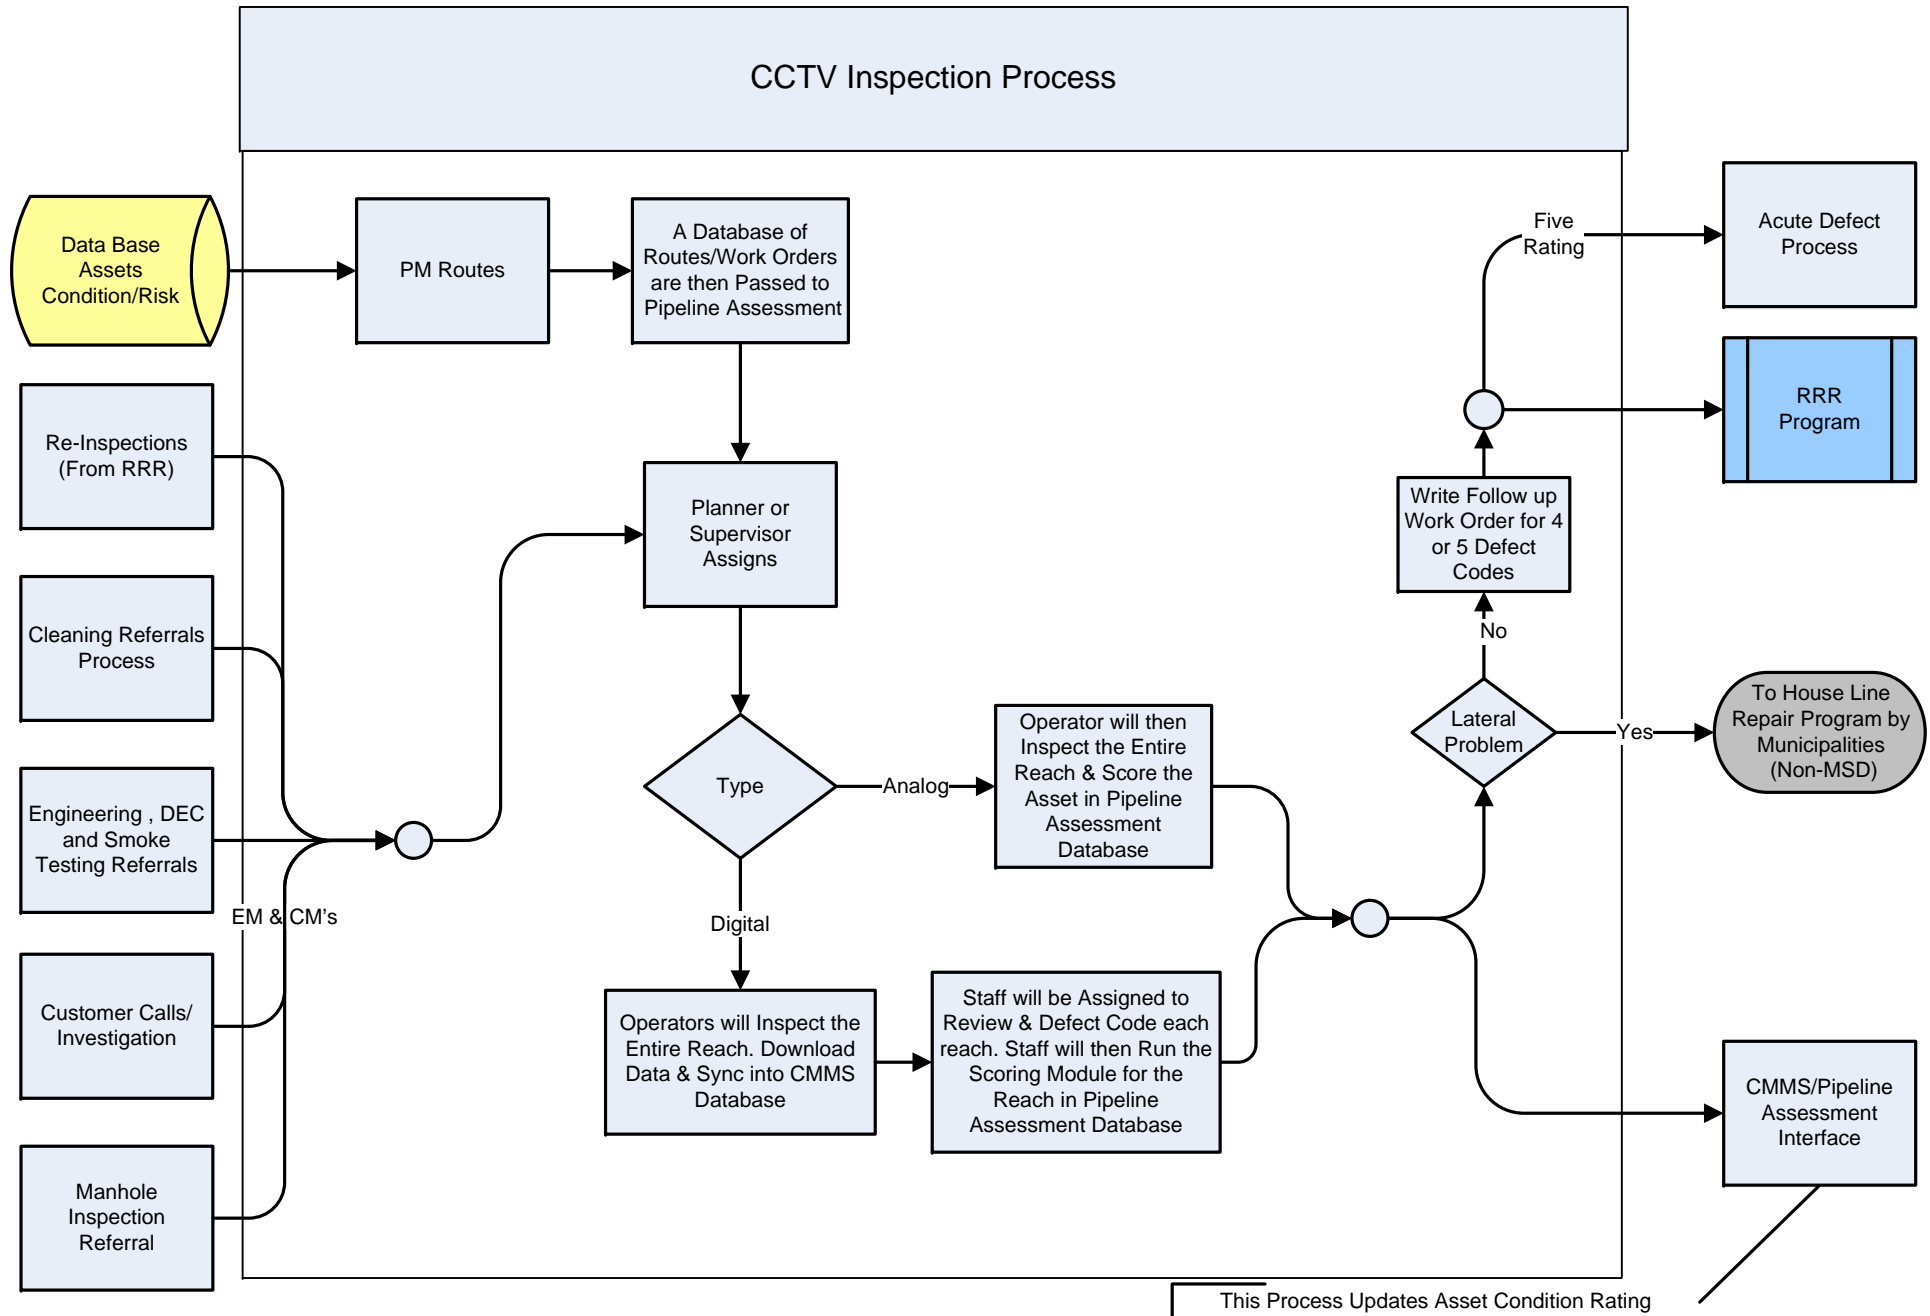 CCTV Inspection Process
Data Base
Assets
Condition/Risk
PM Routes
A Database of
Routes/Work Orders
are then Passed to
Pipeline Assessment
Five
Rating
Acute Defect
Process
RRR
Program
Re-Inspections
(From RRR)
Planner or
Supervisor
Assigns
Write Follow up
Work Order for 4
or 5 Defect
Codes
No
Cleaning Referrals
Process
Type
Analog
Operator will then
Inspect the Entire
Reach & Score the
Asset in Pipeline
Assessment
Database
Lateral
Problem
Yes
To House Line
Repair Program by
Municipalities
(Non-MSD)
Engineering , DEC
and Smoke
Testing Referrals
EM & CM's
Digital
Customer Calls/
Investigation
Operators will Inspect the
Entire Reach. Download
Data & Sync into CMMS
Database
Staff will be Assigned to
Review & Defect Code each
reach. Staff will then Run the
Scoring Module for the
Reach in Pipeline
Assessment Database
CMMS/Pipeline
Assessment
Interface
Manhole
Inspection
Referral
This Process Updates Asset Condition Rating